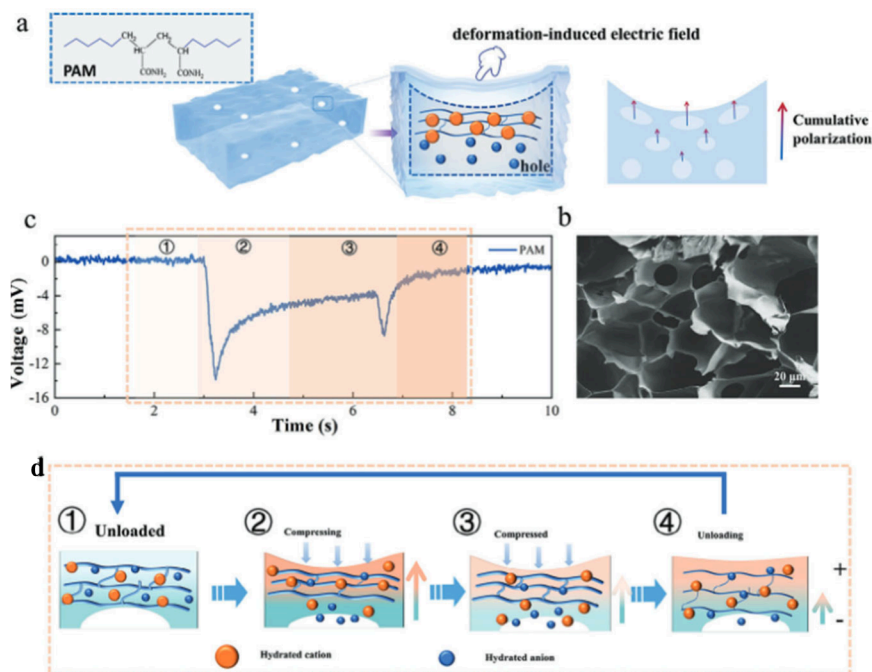 a
CH₂ CH₂
HC CH
CONH₂ CONH₂
PAM
deformation-induced electric field
hole
Cumulative
polarization
c
① ② ③ ④
PAM
Voltage (mV)
0
-4
-8
-12
-16
0 2 4 6 8 10
Time (s)
b
20 μm
d
① Unloaded
② Compressing
③ Compressed
④ Unloading
+
-
Hydrated cation
Hydrated anion